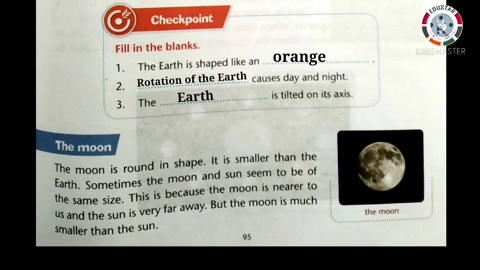 EDUSTAR
Checkpoint
Fill in the blanks.
1. The Earth is shaped like an orange.
2. Rotation of the Earth causes day and night.
3. The Earth is tilted on its axis.
The moon
The moon is round in shape. It is smaller than the
Earth. Sometimes the moon and sun seem to be of
the same size. This is because the moon is nearer to
us and the sun is very far away. But the moon is much
smaller than the sun.
the moon
95